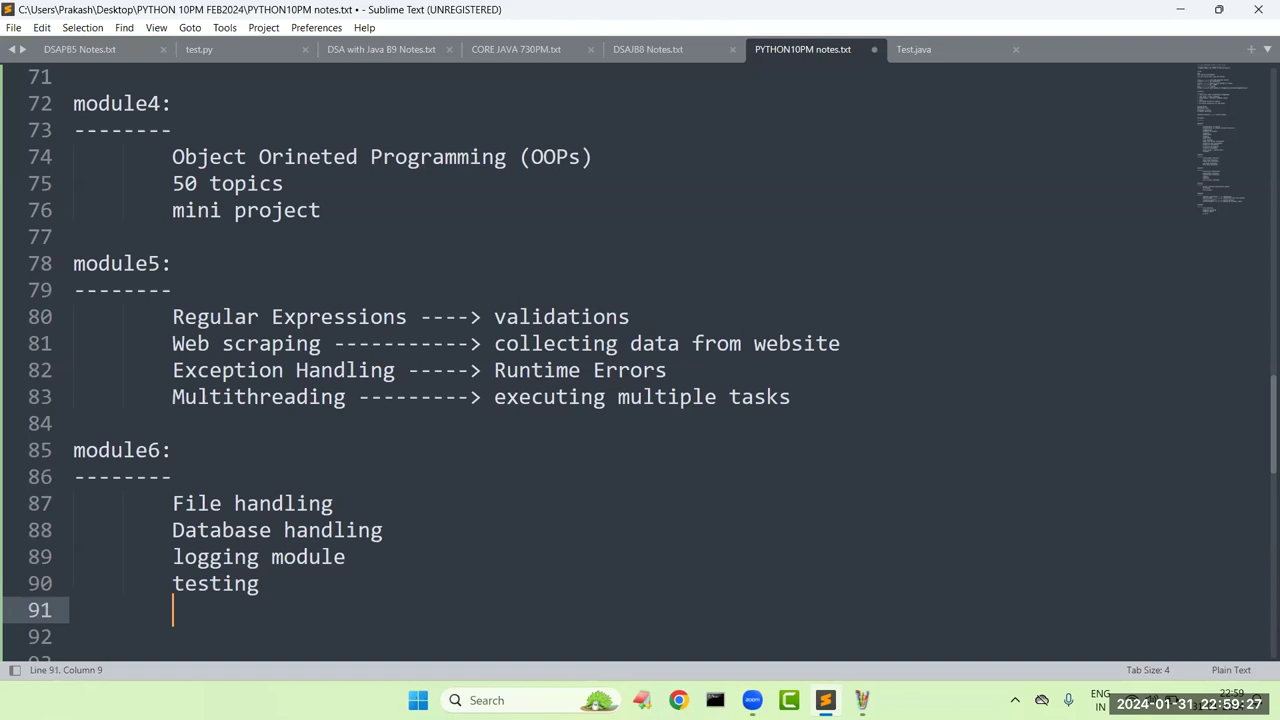 C:\Users\Prakash\Desktop\PYTHON 10PM FEB2024\PYTHON10PM notes.txt • - Sublime Text (UNREGISTERED)
File Edit Selection Find View Goto Tools Project Preferences Help
DSAPB5 Notes.txt test.py DSA with Java B9 Notes.txt CORE JAVA 730PM.txt DSAJB8 Notes.txt PYTHON10PM notes.txt Test.java
71
72 module4:
73 --------
74 Object Orineted Programming (OOPs)
75 50 topics
76 mini project
77
78 module5:
79 --------
80 Regular Expressions ----> validations
81 Web scraping -----------> collecting data from website
82 Exception Handling -----> Runtime Errors
83 Multithreading ---------> executing multiple tasks
84
85 module6:
86 --------
87 File handling
88 Database handling
89 logging module
90 testing
91
92
Line 91, Column 9 Tab Size: 4 Plain Text
Search zoom ENG IN 22:59
2024-01-31 22:59:27